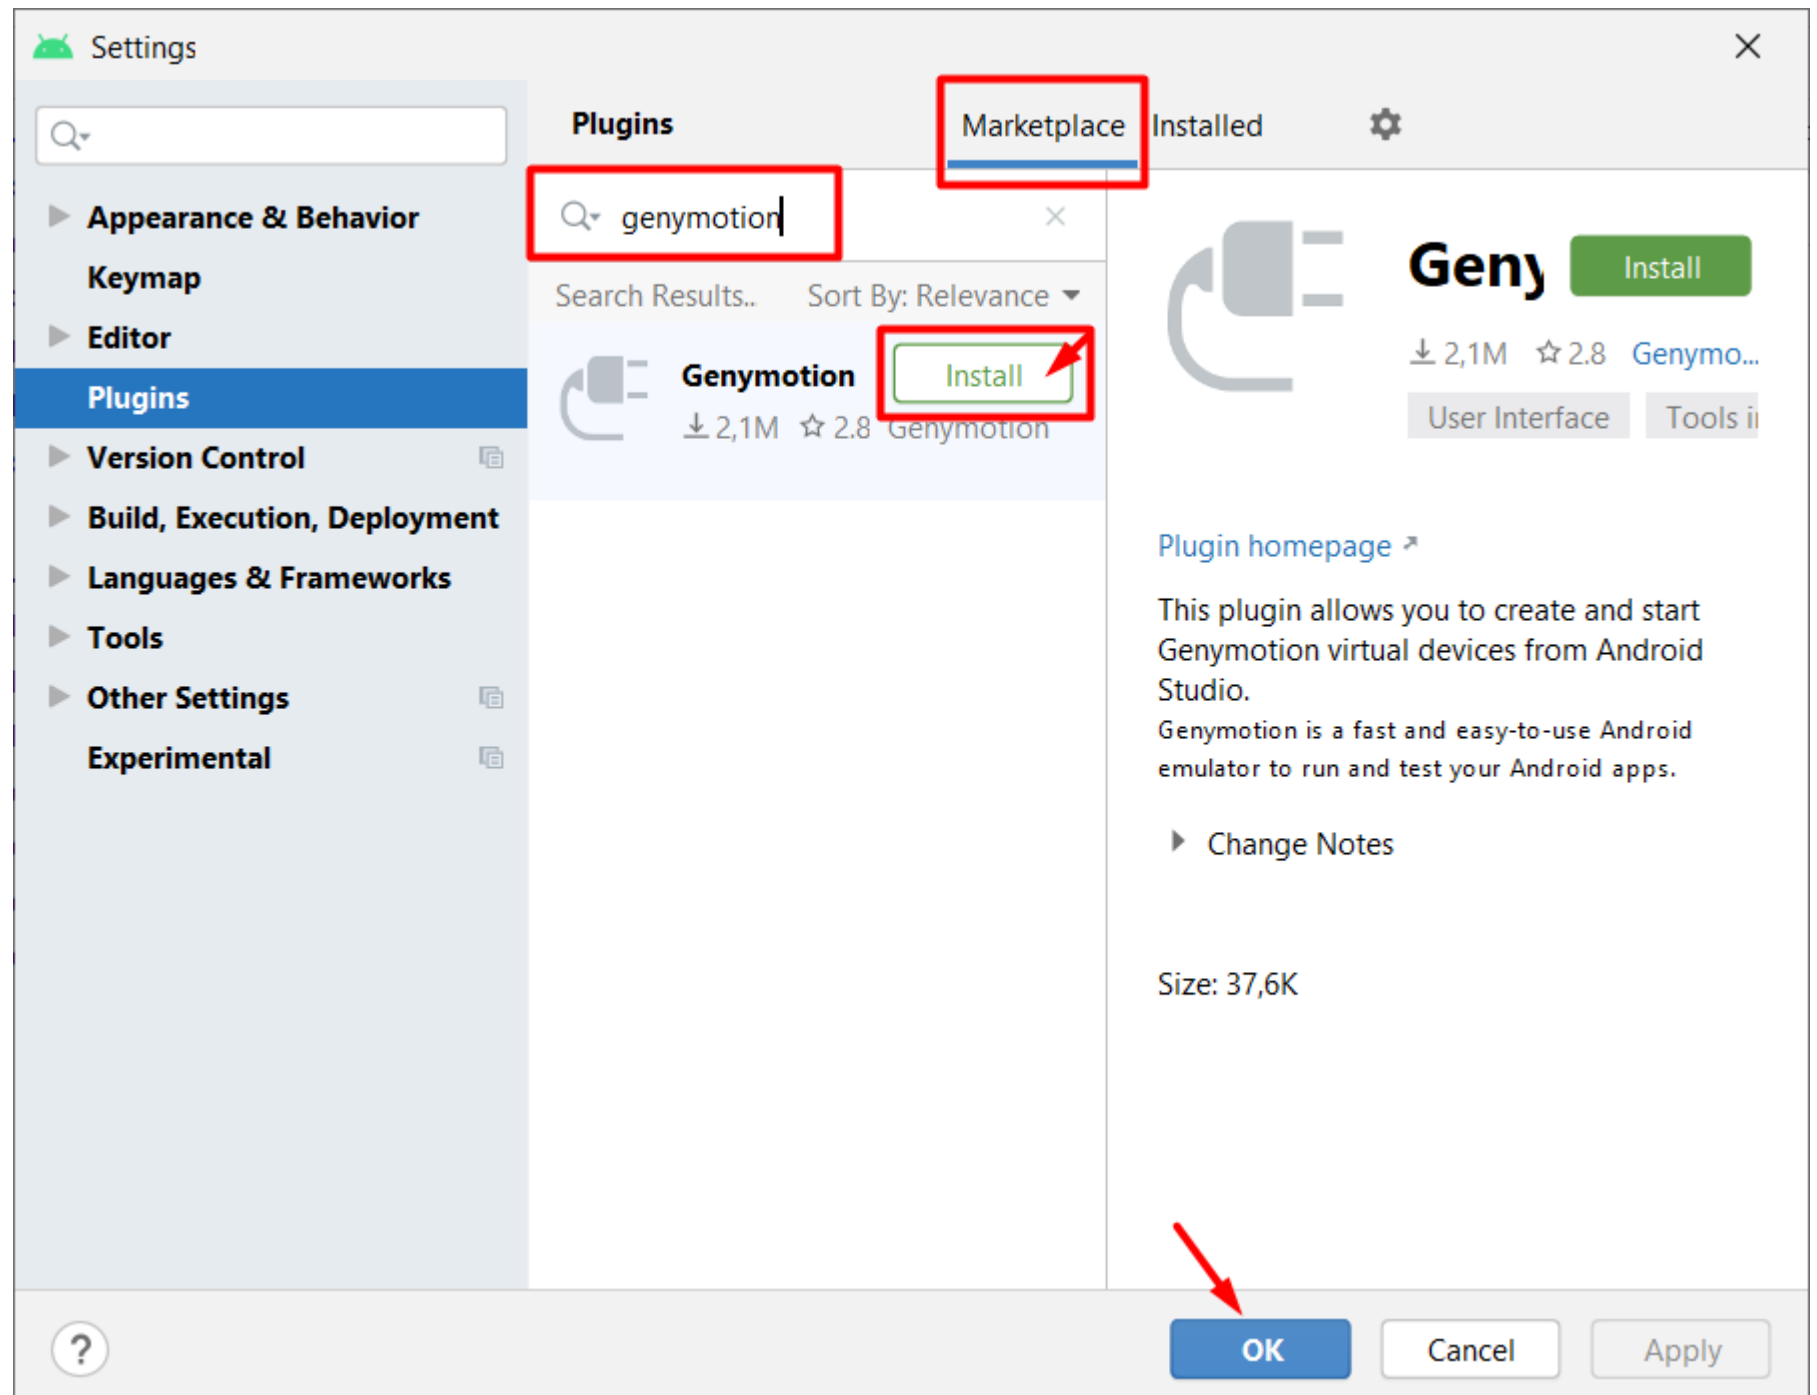 Settings
Plugins
Marketplace
Installed
Appearance & Behavior
Keymap
Editor
Plugins
Version Control
Build, Execution, Deployment
Languages & Frameworks
Tools
Other Settings
Experimental
genymotion
Search Results..
Sort By: Relevance
Genymotion
Install
2,1M
2.8
Genymotion
Geny
Install
2,1M
2.8
Genymo...
User Interface
Tools
Plugin homepage
This plugin allows you to create and start
Genymotion virtual devices from Android
Studio.
Genymotion is a fast and easy-to-use Android
emulator to run and test your Android apps.
Change Notes
Size: 37,6K
?
OK
Cancel
Apply